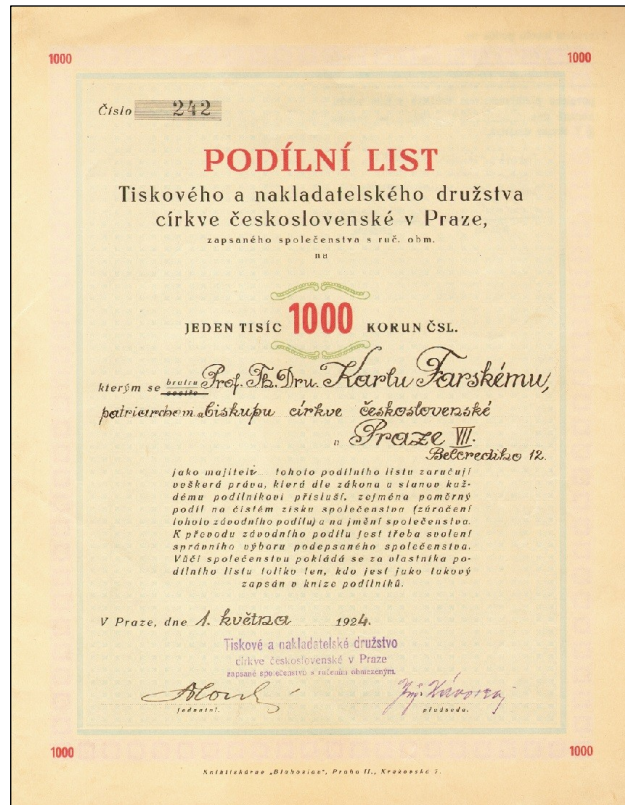 1000 1000
Číslo 242
PODÍLNÍ LIST
Tiskového a nakladatelského družstva
církve československé v Praze,
zapsaného společenstva s ruč. obm.
na
JEDEN TISÍC 1000 KORUN ČSL.
kterým se bratru Prof. Th. Dru. Karlu Farskému,
patriarchovi a biskupu církve československé
v Praze VII.
Belcrediho 12.
jako majiteli tohoto podílního listu zaručují
veškerá práva, která dle zákona a stanov kaž-
dému podílníkovi přísluší, zejména poměrný
podíl na čistém zisku společenstva (zúročení
tohoto závodního podílu) a na jmění společenstva.
K převodu závodního podílu jest třeba svolení
správního výboru podepsaného společenstva.
Vůči společenstvu pokládá se za vlastníka po-
dílního listu toliko ten, kdo jest jako takový
zapsán v knize podílníků.
V Praze, dne 1. května 1924.
Tiskové a nakladatelské družstvo
církve československé v Praze
zapsané společenstvo s ručením obmezeným.
jednatel. předseda.
1000 1000
Knihtiskárna „Blahoslav", Praha II.,